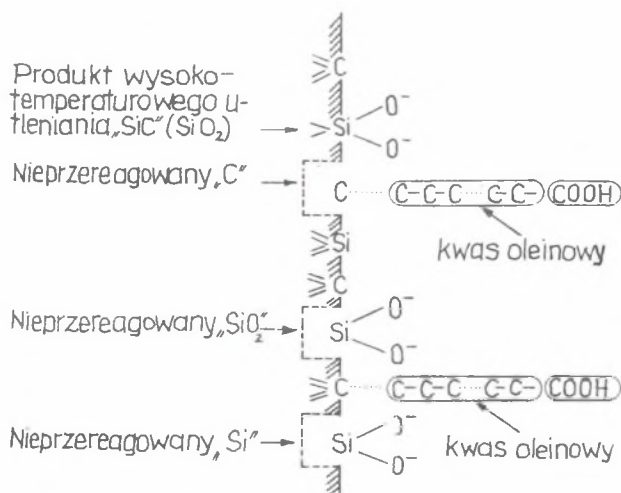 C
Produkt wysoko-
temperaturowego u-
tleniania „SiC" (SiO₂)
Si
O⁻
O⁻
Nieprzereagowany „C"
C
C-C-C C-C-
COOH
kwas oleinowy
Si
C
Nieprzereagowany „SiO₂"
Si
O⁻
O⁻
C
C-C-C C-C-
COOH
kwas oleinowy
Nieprzereagowany „Si"
Si
O⁻
O⁻